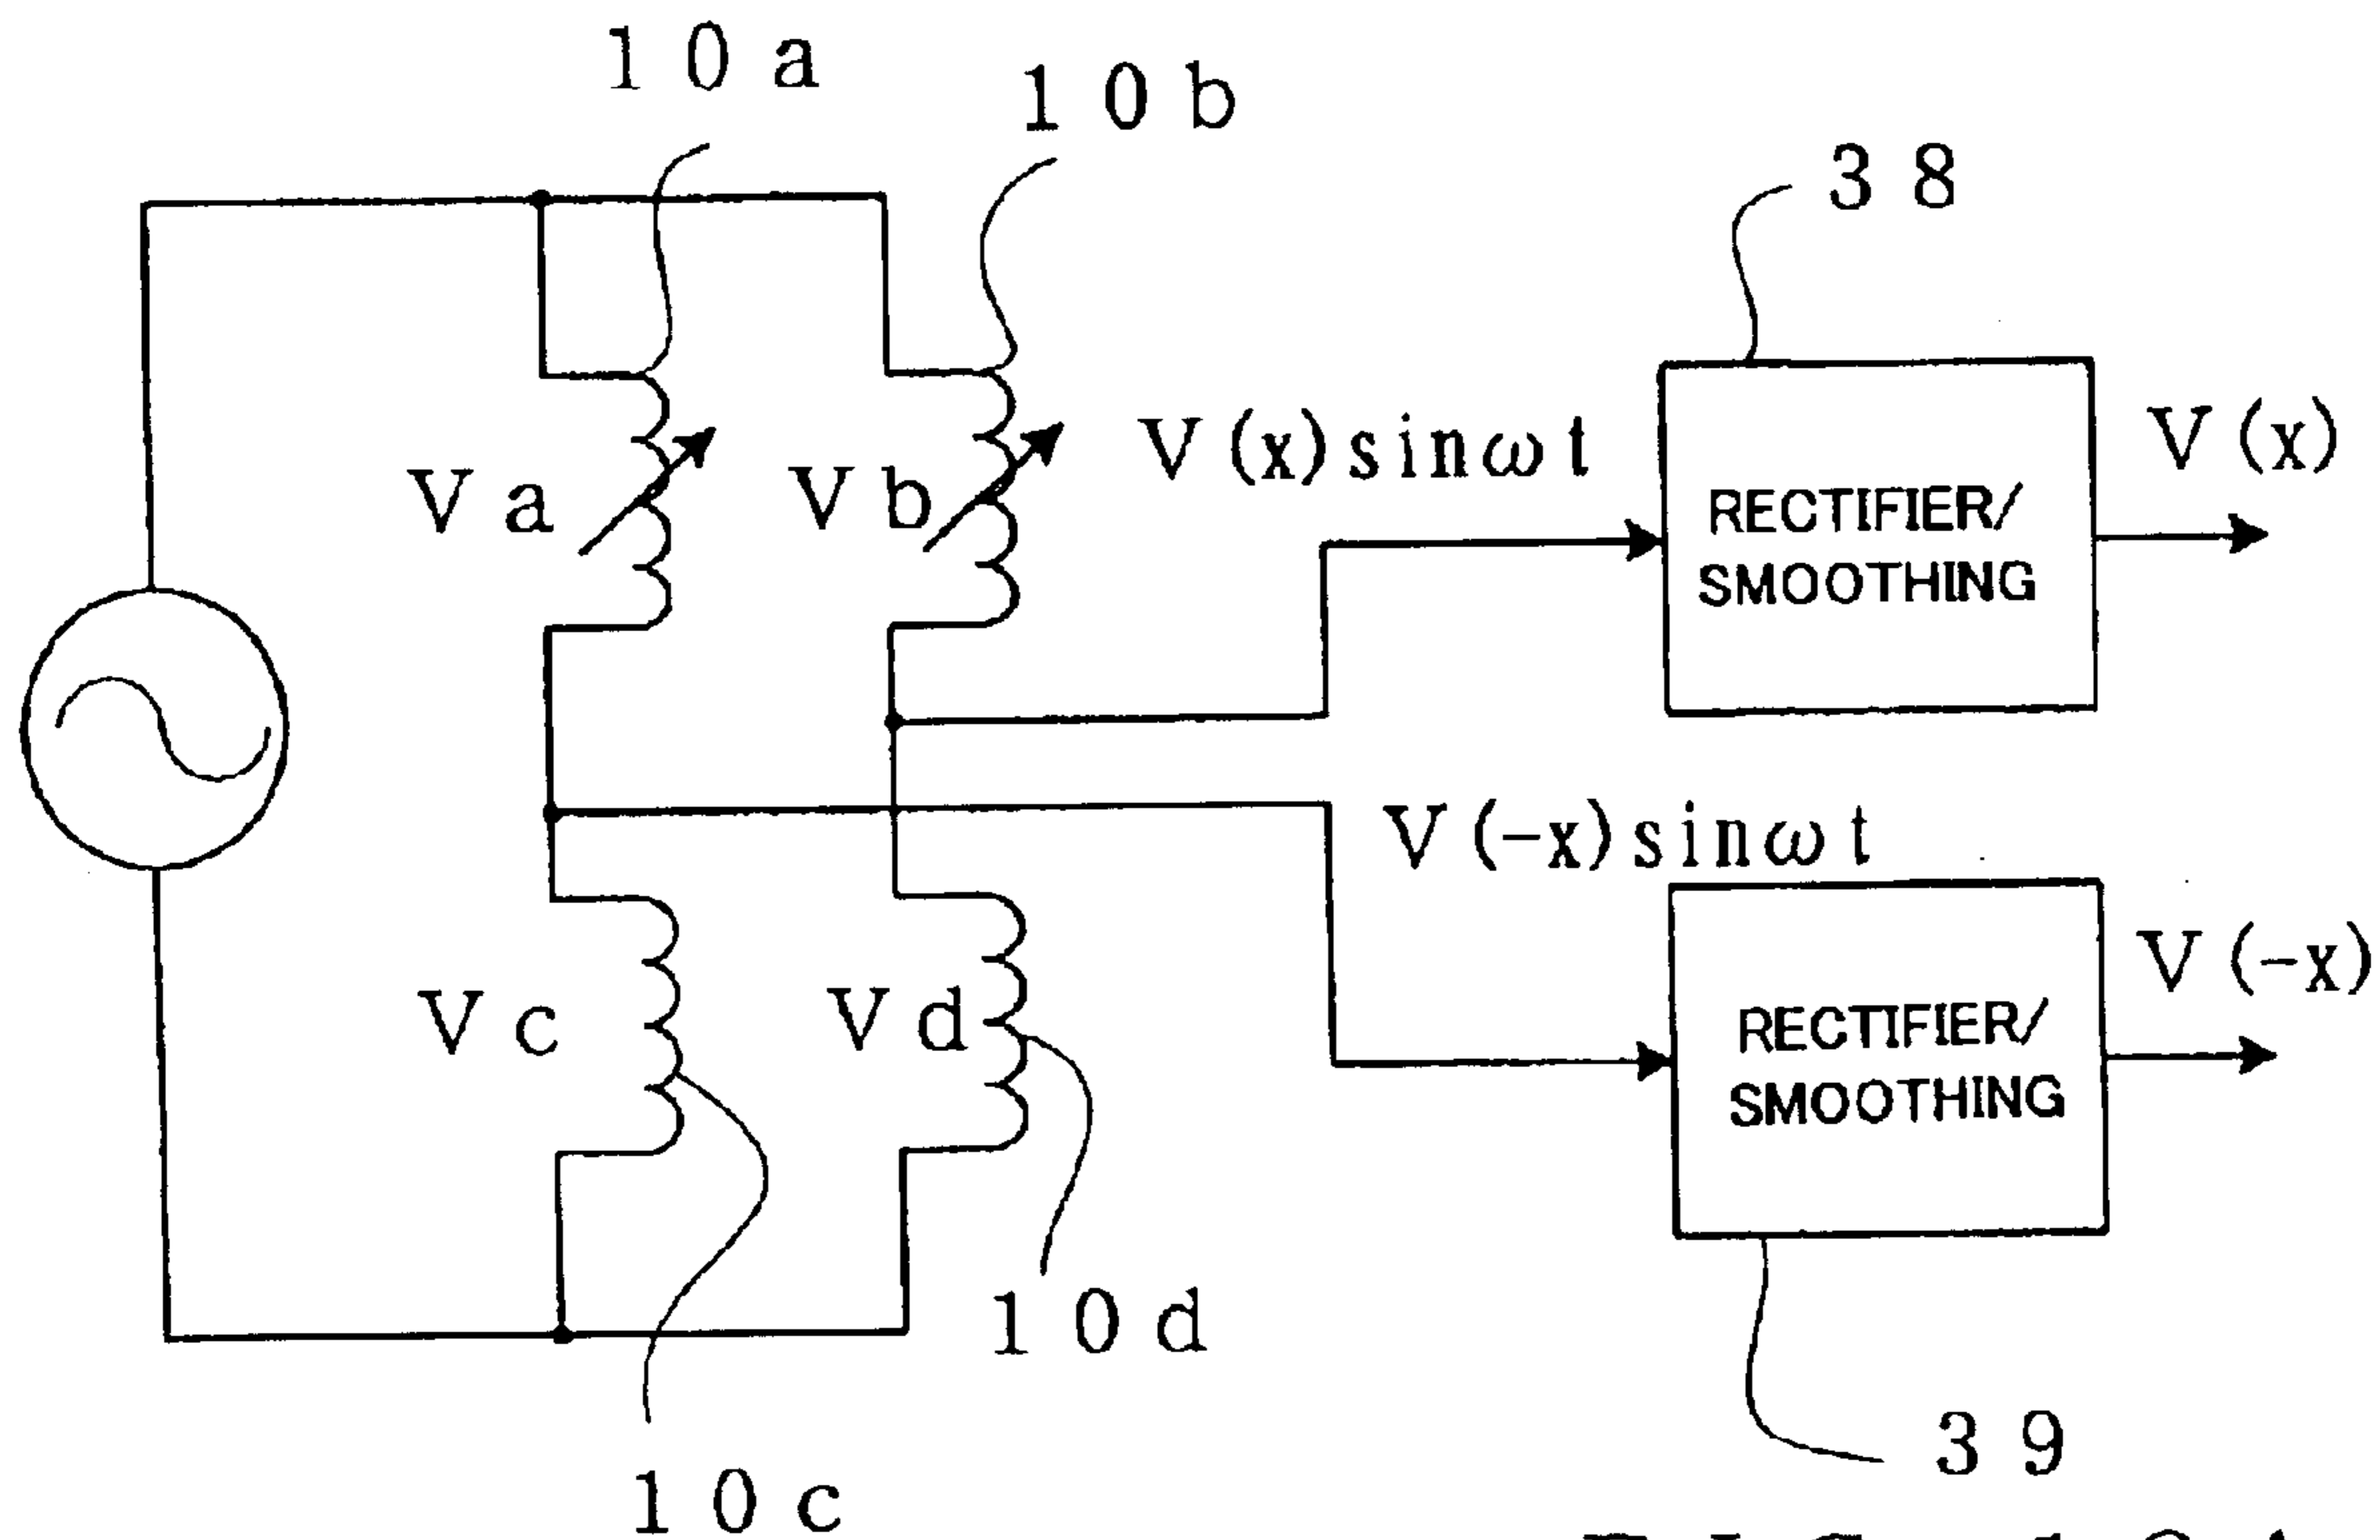 10a
10b
38
Va
Vb
V(x)sinωt
RECTIFIER/
SMOOTHING
V(x)
V(-x)sinωt
Vc
Vd
RECTIFIER/
SMOOTHING
V(-x)
10d
39
10c